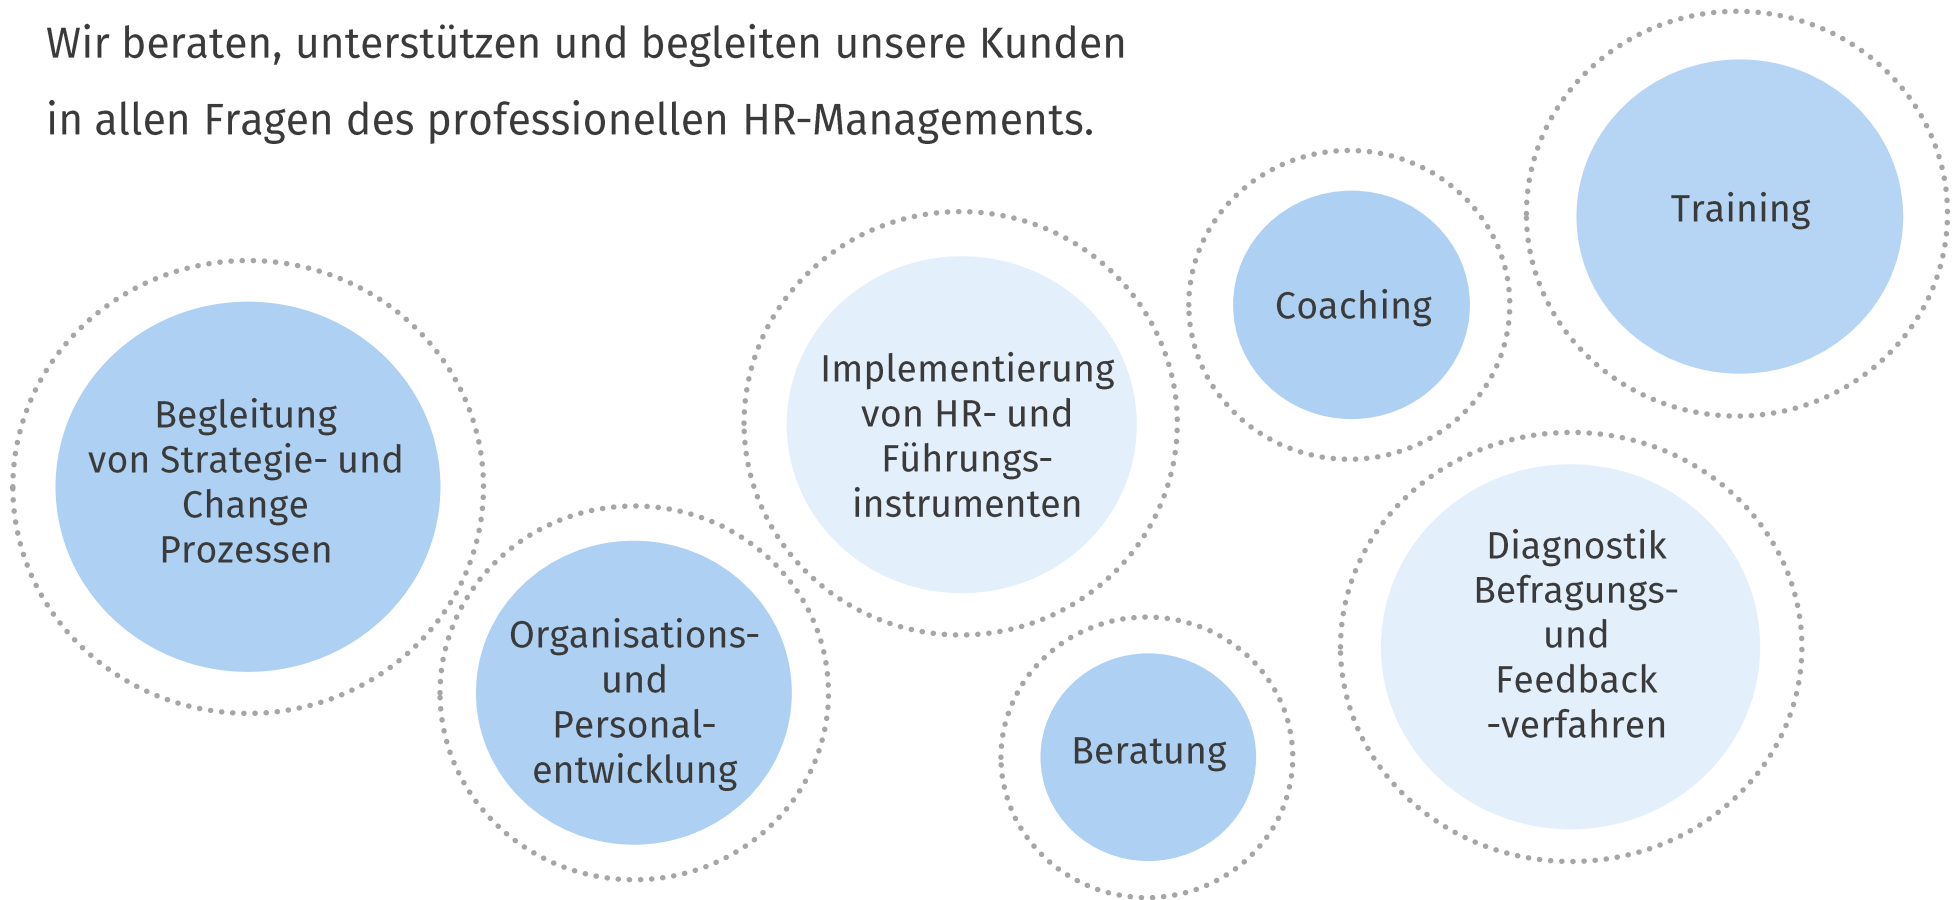 Wir beraten, unterstützen und begleiten unsere Kunden
in allen Fragen des professionellen HR-Managements.
Begleitung
von Strategie- und
Change
Prozessen
Organisations-
und
Personal-
entwicklung
Implementierung
von HR- und
Führungs-
instrumenten
Coaching
Training
Beratung
Diagnostik
Befragungs-
und
Feedback
-verfahren